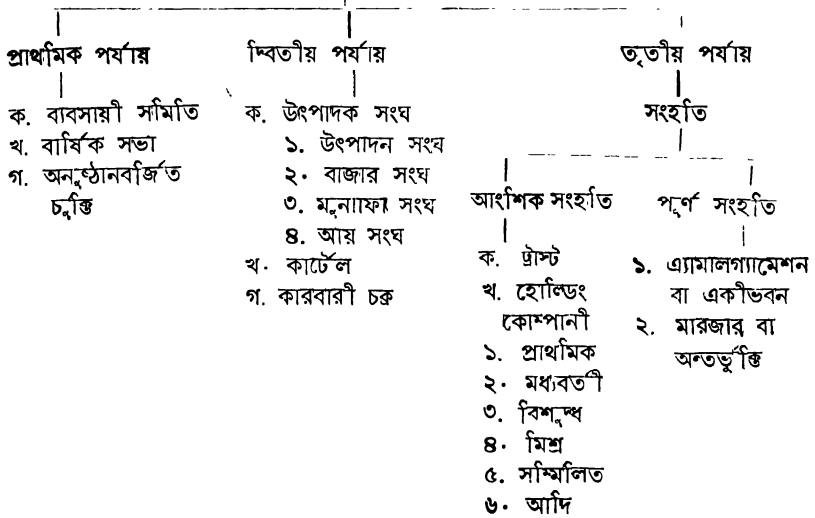 প্রাথমিক পর্যায়
ক. ব্যবসায়ী সমিতি
খ. বার্ষিক সভা
গ. অনুষ্ঠানবর্জিত
চুক্তি
দ্বিতীয় পর্যায়
ক. উৎপাদক সংঘ
১. উৎপাদন সংঘ
২. বাজার সংঘ
৩. মুনাফা সংঘ
৪. আয় সংঘ
খ. কার্টেল
গ. কারবারী চক্র
তৃতীয় পর্যায়
সংহতি
আংশিক সংহতি
ক. ট্রাস্ট
খ. হোল্ডিং
কোম্পানী
১. প্রাথমিক
২. মধ্যবর্তী
৩. বিশুদ্ধ
৪. মিশ্র
৫. সম্মিলিত
৬. আদি
পূর্ণ সংহতি
১. এ্যামালগ্যামেশন
বা একীভবন
২. মারজার বা
অন্তর্ভুক্তি